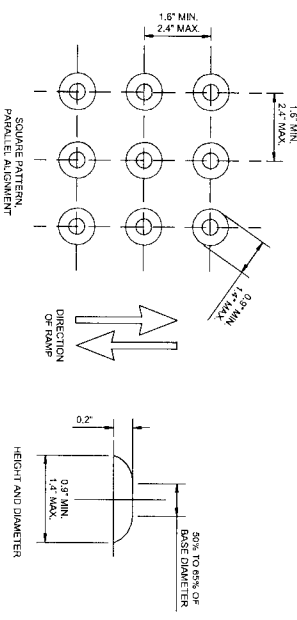 1.6" MIN.
2.4" MAX.
1.6" MIN.
2.4" MAX.
0.9" MIN.
1.4" MAX.
SQUARE PATTERN,
PARALLEL ALIGNMENT
DIRECTION
OF RAMP
0.2"
50% TO 65% OF
BASE DIAMETER
0.9" MIN.
1.4" MAX.
HEIGHT AND DIAMETER